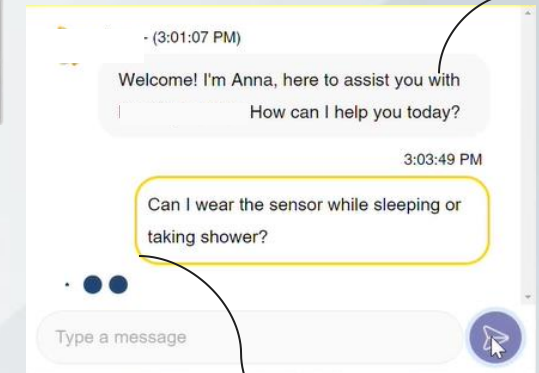 - (3:01:07 PM)
Welcome! I'm Anna, here to assist you with
How can I help you today?
3:03:49 PM
Can I wear the sensor while sleeping or
taking shower?
Type a message